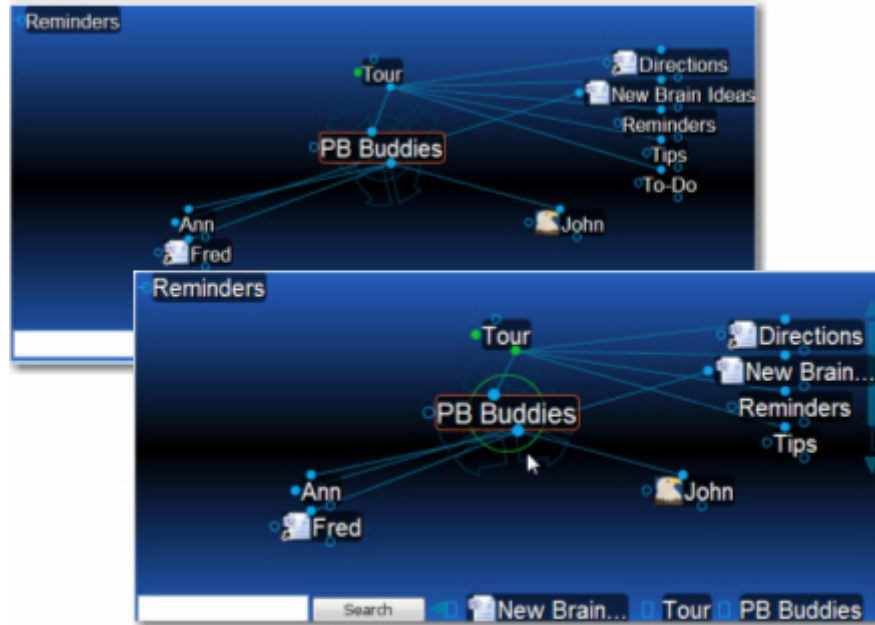 Reminders
Tour
Directions
New Brain Ideas
Reminders
Tips
To-Do
PB Buddies
Ann
Fred
John
Reminders
Tour
Directions
New Brain...
Reminders
Tips
PB Buddies
Ann
Fred
John
Search New Brain... Tour PB Buddies